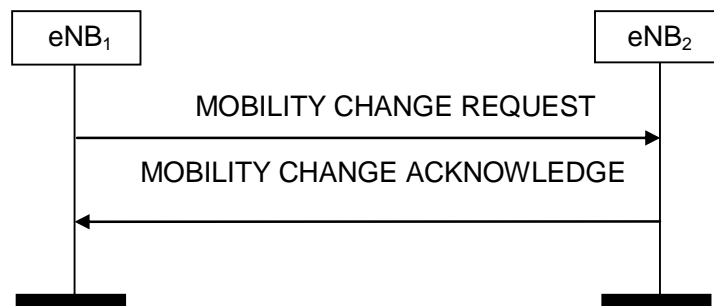 eNB₁
eNB₂
MOBILITY CHANGE REQUEST
MOBILITY CHANGE ACKNOWLEDGE